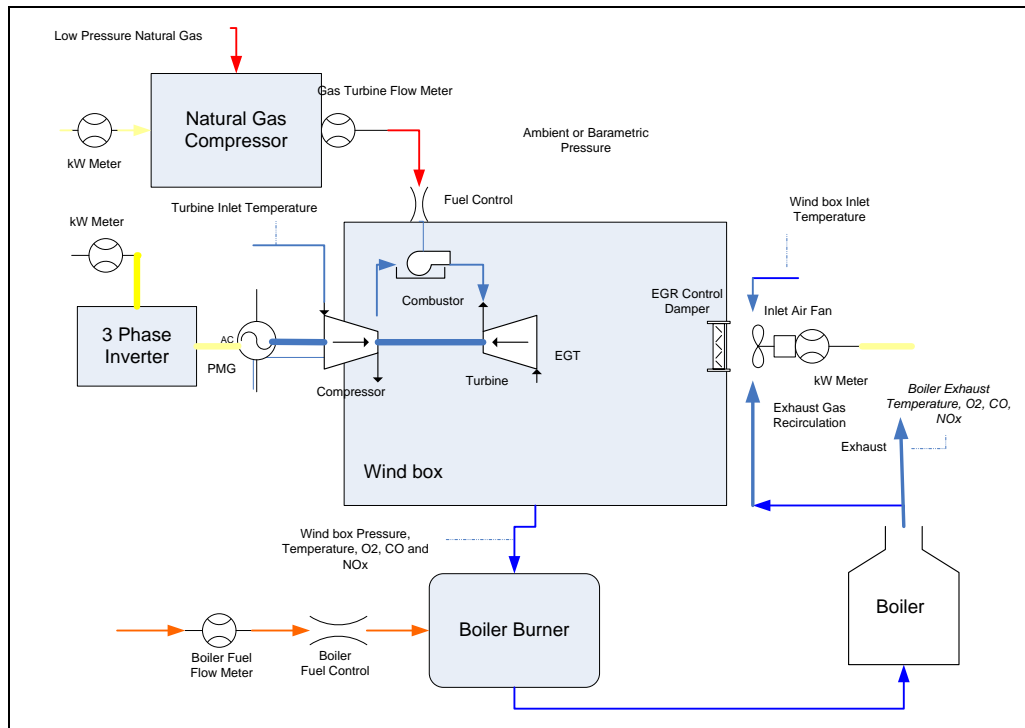 Low Pressure Natural Gas
Natural Gas
Compressor
Gas Turbine Flow Meter
kW Meter
Ambient or Barametric
Pressure
Turbine Inlet Temperature
Fuel Control
Wind box Inlet
Temperature
kW Meter
Combustor
EGR Control
Damper
Inlet Air Fan
3 Phase
Inverter
AC
PMG
Compressor
Turbine
EGT
kW Meter
Boiler Exhaust
Temperature, O2, CO,
NOx
Exhaust Gas
Recirculation
Exhaust
Wind box
Wind box Pressure,
Temperature, O2, CO and
NOx
Boiler Burner
Boiler
Boiler Fuel
Flow Meter
Boiler
Fuel Control